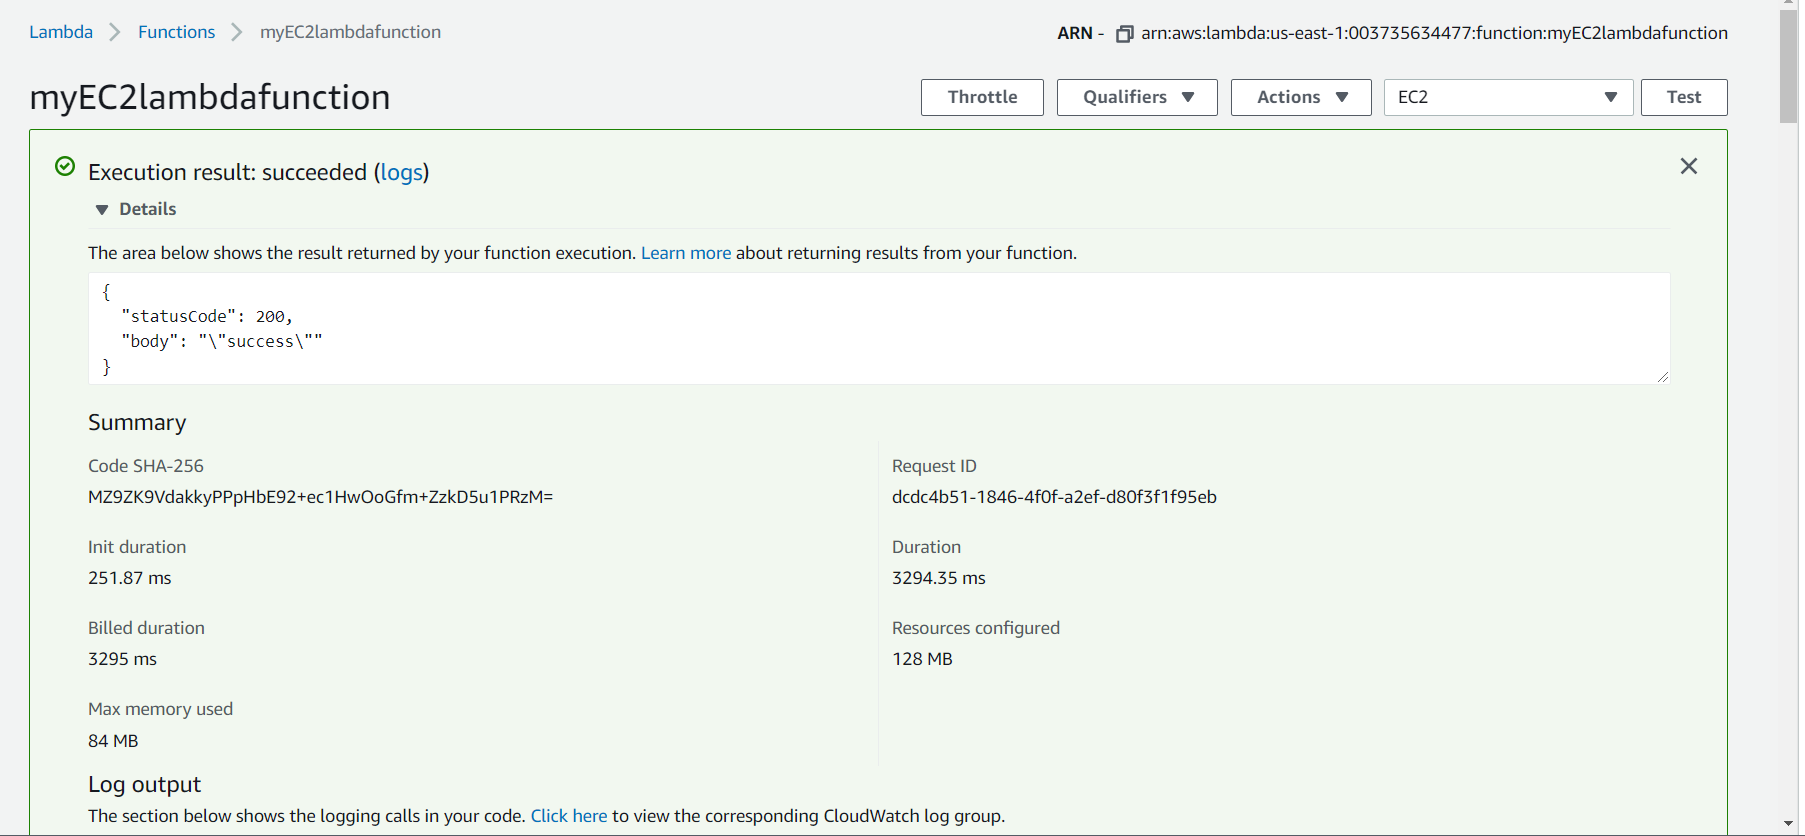 Lambda > Functions > myEC2lambdafunction
ARN - arn:aws:lambda:us-east-1:003735634477:function:myEC2lambdafunction
myEC2lambdafunction
Throttle Qualifiers Actions EC2 Test
Execution result: succeeded (logs)
Details
The area below shows the result returned by your function execution. Learn more about returning results from your function.
{
"statusCode": 200,
"body": "\"success\""
}
Summary
Code SHA-256
MZ9ZK9VdakkyPPpHbE92+ec1HwOoGfm+ZzkD5u1PRzM=
Request ID
dcdc4b51-1846-4f0f-a2ef-d80f3f1f95eb
Init duration
251.87 ms
Duration
3294.35 ms
Billed duration
3295 ms
Resources configured
128 MB
Max memory used
84 MB
Log output
The section below shows the logging calls in your code. Click here to view the corresponding CloudWatch log group.